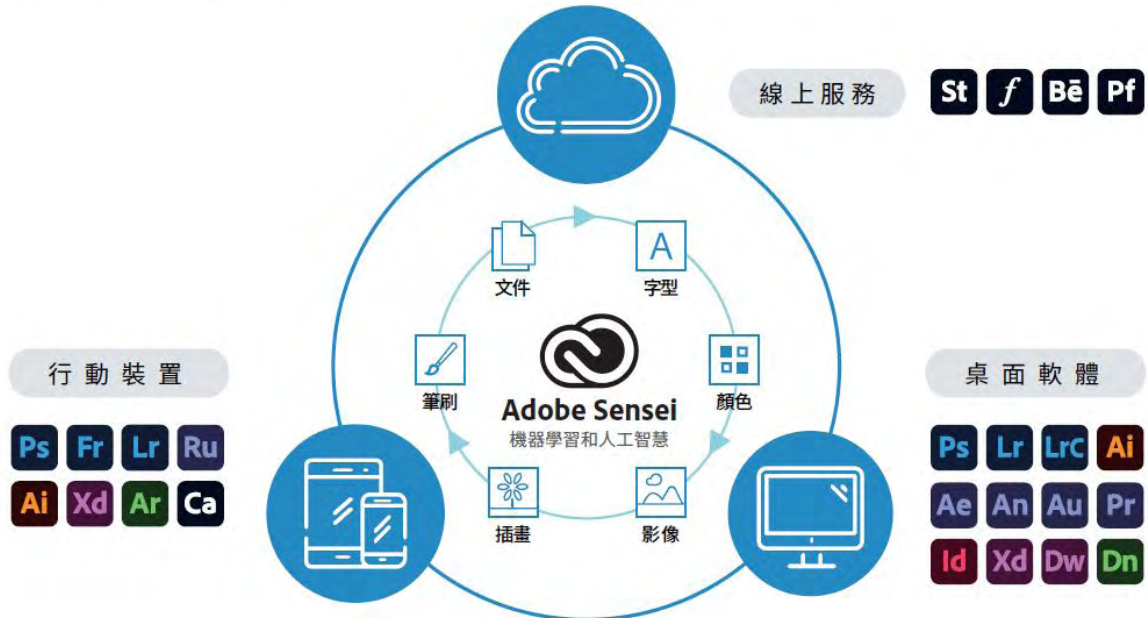 線上服務
St f Bē Pf
文件
字型
A
筆刷
顏色
Adobe Sensei
機器學習和人工智慧
插畫
影像
行動裝置
Ps Fr Lr Ru
Ai Xd Ar Ca
桌面軟體
Ps Lr LrC Ai
Ae An Au Pr
Id Xd Dw Dn